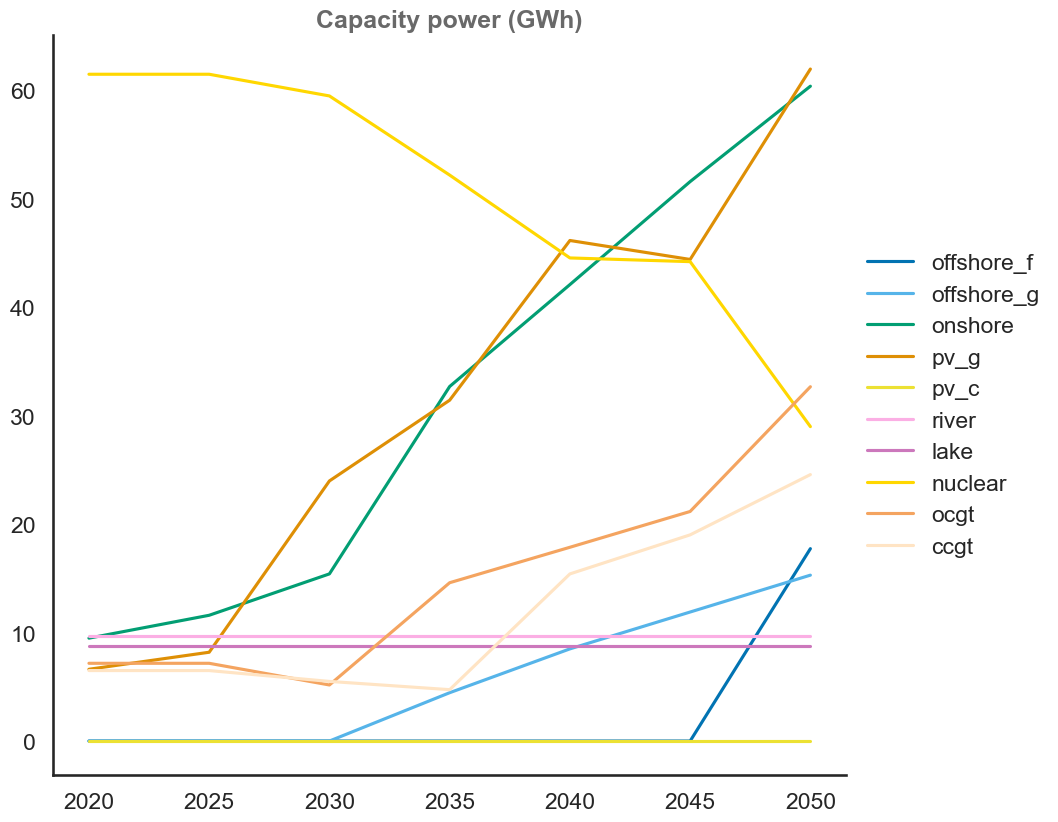 Capacity power (GWh)
60
50
40
30
20
10
0
2020 2025 2030 2035 2040 2045 2050
offshore_f
offshore_g
onshore
pv_g
pv_c
river
lake
nuclear
ocgt
ccgt